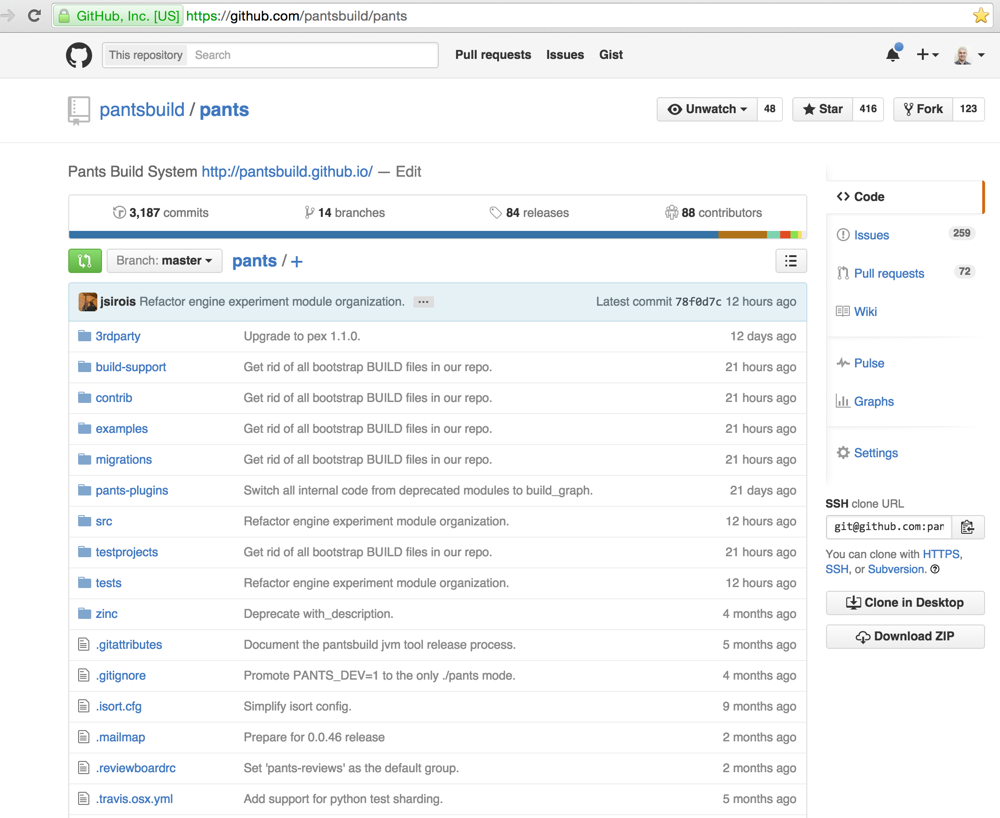 GitHub, Inc. [US] https://github.com/pantsbuild/pants
This repository Search Pull requests Issues Gist
pantsbuild / pants Unwatch 48 Star 416 Fork 123
Pants Build System http://pantsbuild.github.io/ — Edit
3,187 commits 14 branches 84 releases 88 contributors
Branch: master pants / +
jsirois Refactor engine experiment module organization. ... Latest commit 78f0d7c 12 hours ago
3rdparty Upgrade to pex 1.1.0. 12 days ago
build-support Get rid of all bootstrap BUILD files in our repo. 21 hours ago
contrib Get rid of all bootstrap BUILD files in our repo. 21 hours ago
examples Get rid of all bootstrap BUILD files in our repo. 21 hours ago
migrations Get rid of all bootstrap BUILD files in our repo. 21 hours ago
pants-plugins Switch all internal code from deprecated modules to build_graph. 21 days ago
src Refactor engine experiment module organization. 12 hours ago
testprojects Get rid of all bootstrap BUILD files in our repo. 21 hours ago
tests Refactor engine experiment module organization. 12 hours ago
zinc Deprecate with_description. 4 months ago
.gitattributes Document the pantsbuild jvm tool release process. 5 months ago
.gitignore Promote PANTS_DEV=1 to the only ./pants mode. 4 months ago
.isort.cfg Simplify isort config. 9 months ago
.mailmap Prepare for 0.0.46 release 2 months ago
.reviewboardrc Set 'pants-reviews' as the default group. 2 months ago
.travis.osx.yml Add support for python test sharding. 5 months ago
Code
Issues 259
Pull requests 72
Wiki
Pulse
Graphs
Settings
SSH clone URL
git@github.com:pan
You can clone with HTTPS,
SSH, or Subversion.
Clone in Desktop
Download ZIP